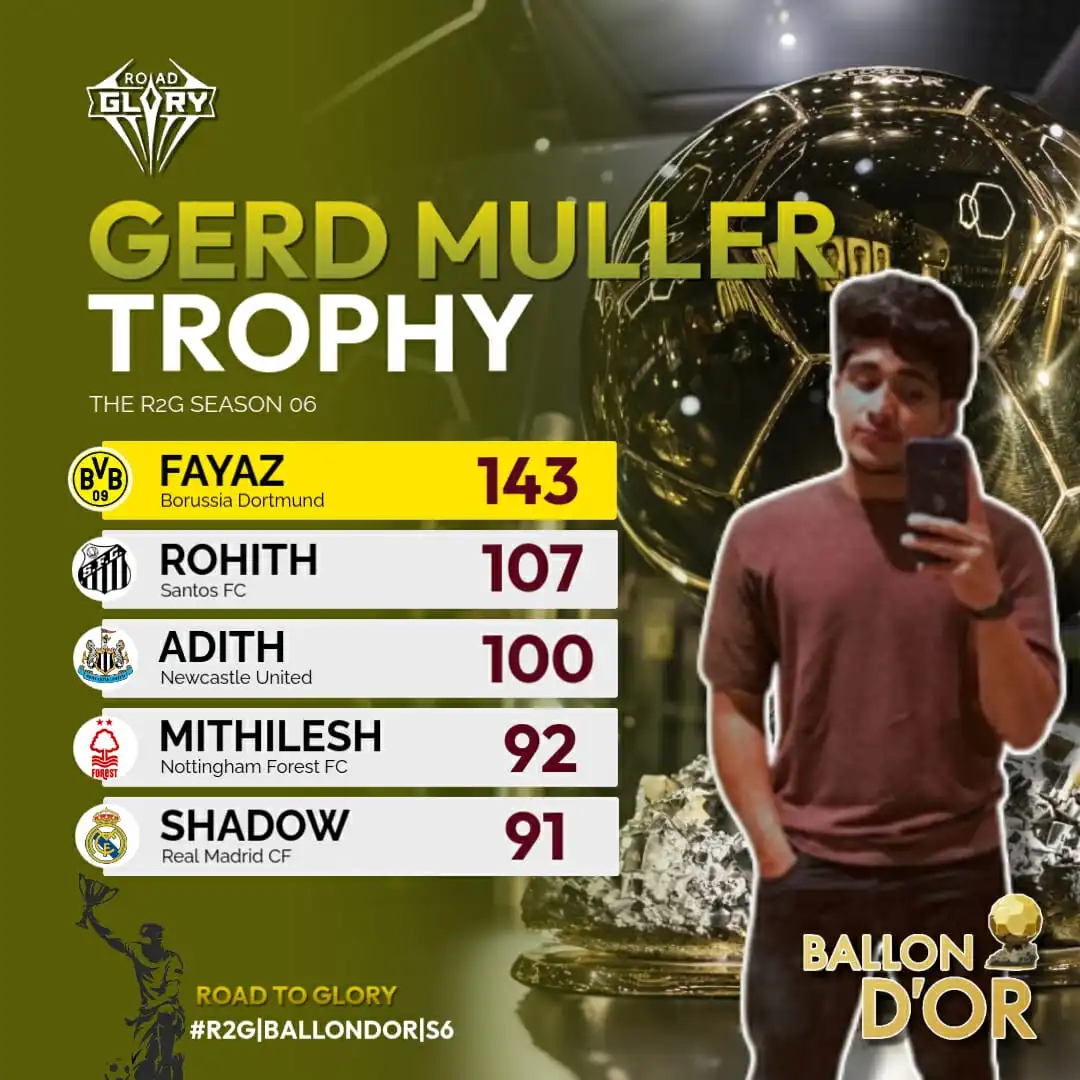 ROAD
GLORY
GERD MULLER
TROPHY
THE R2G SEASON 06
BVB
09
FAYAZ
143
Borussia Dortmund
ROHITH
107
Santos FC
ADITH
100
Newcastle United
MITHILESH
92
FOREST
Nottingham Forest FC
SHADOW
91
Real Madrid CF
BALLON
D'OR
ROAD TO GLORY
#R2G|BALLONDOR|S6